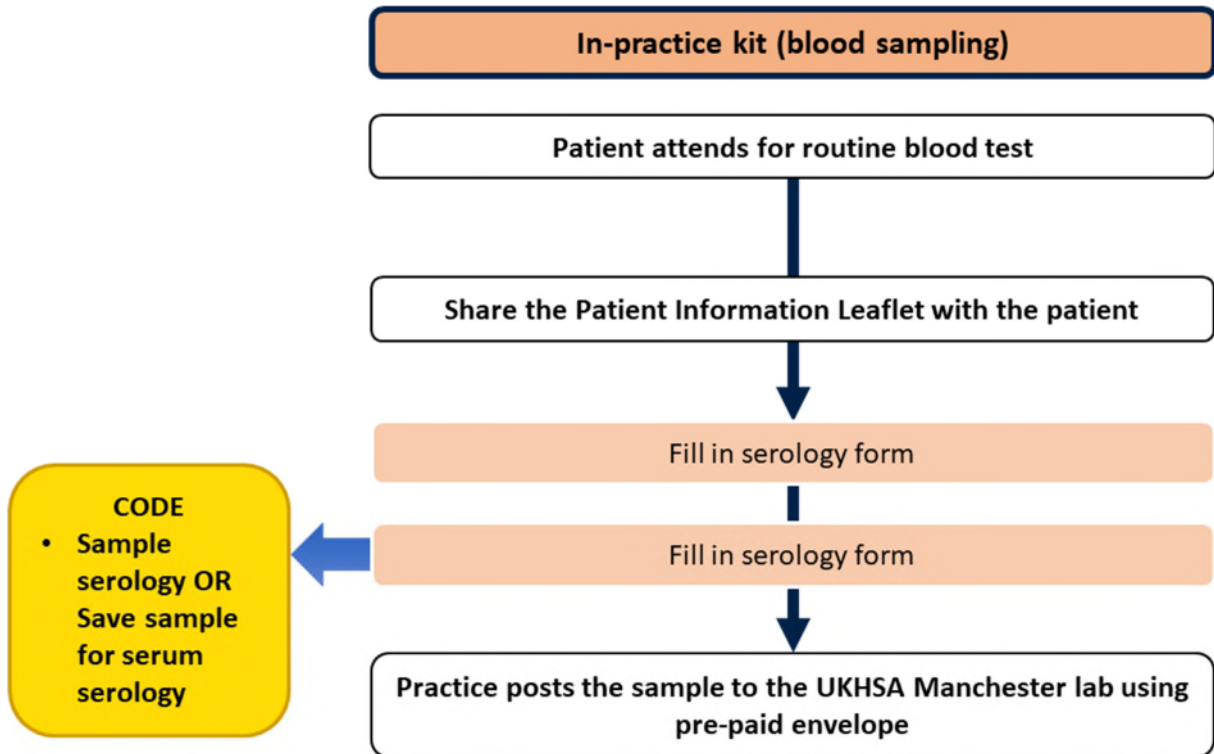 In-practice kit (blood sampling)
Patient attends for routine blood test
Share the Patient Information Leaflet with the patient
Fill in serology form
CODE
• Sample
serology OR
Save sample
for serum
serology
Fill in serology form
Practice posts the sample to the UKHSA Manchester lab using
pre-paid envelope